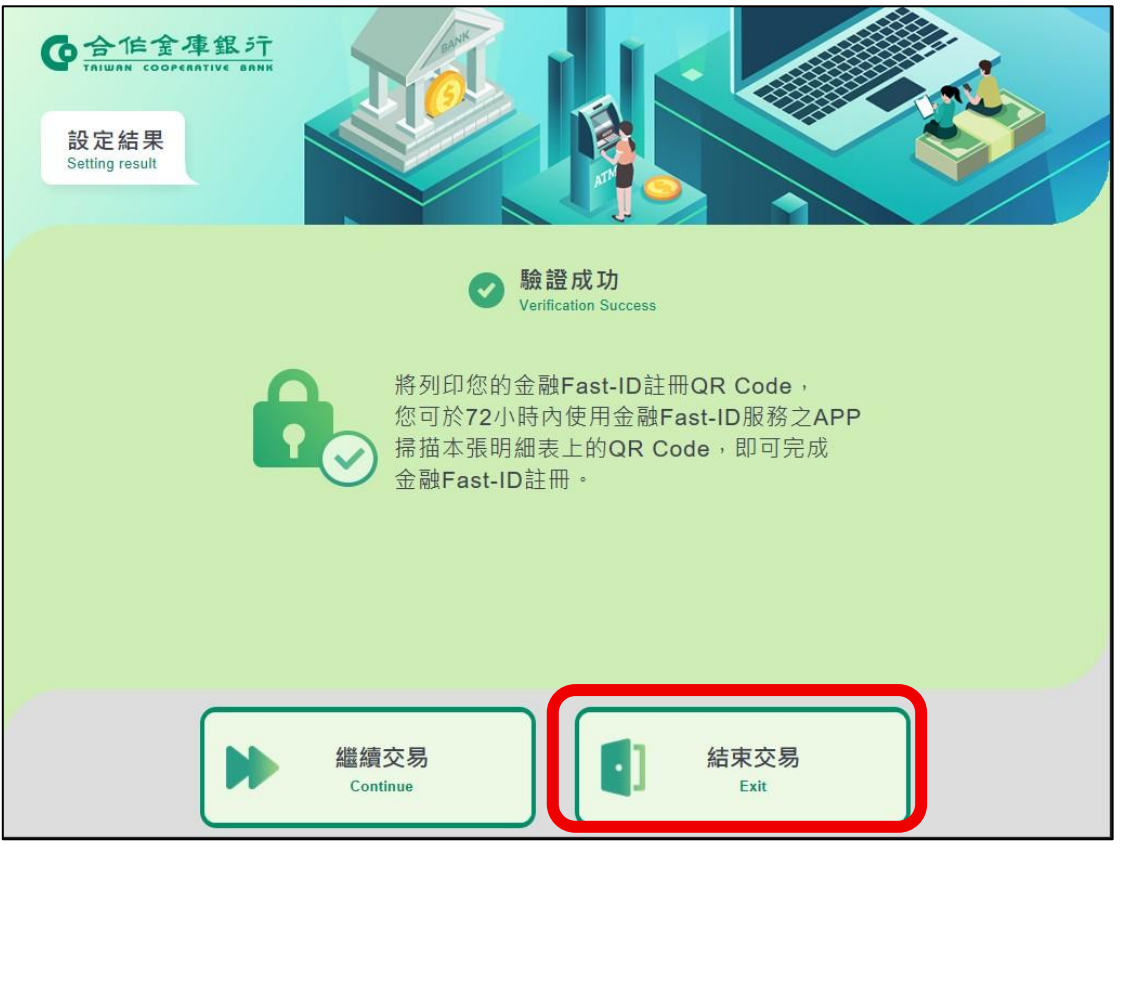 合作金庫銀行
TAIWAN COOPERATIVE BANK
BANK
ATM
設定結果
Setting result
驗證成功
Verification Success
將列印您的金融Fast-ID註冊QR Code，
您可於72小時內使用金融Fast-ID服務之APP
掃描本張明細表上的QR Code，即可完成
金融Fast-ID註冊。
繼續交易
Continue
結束交易
Exit